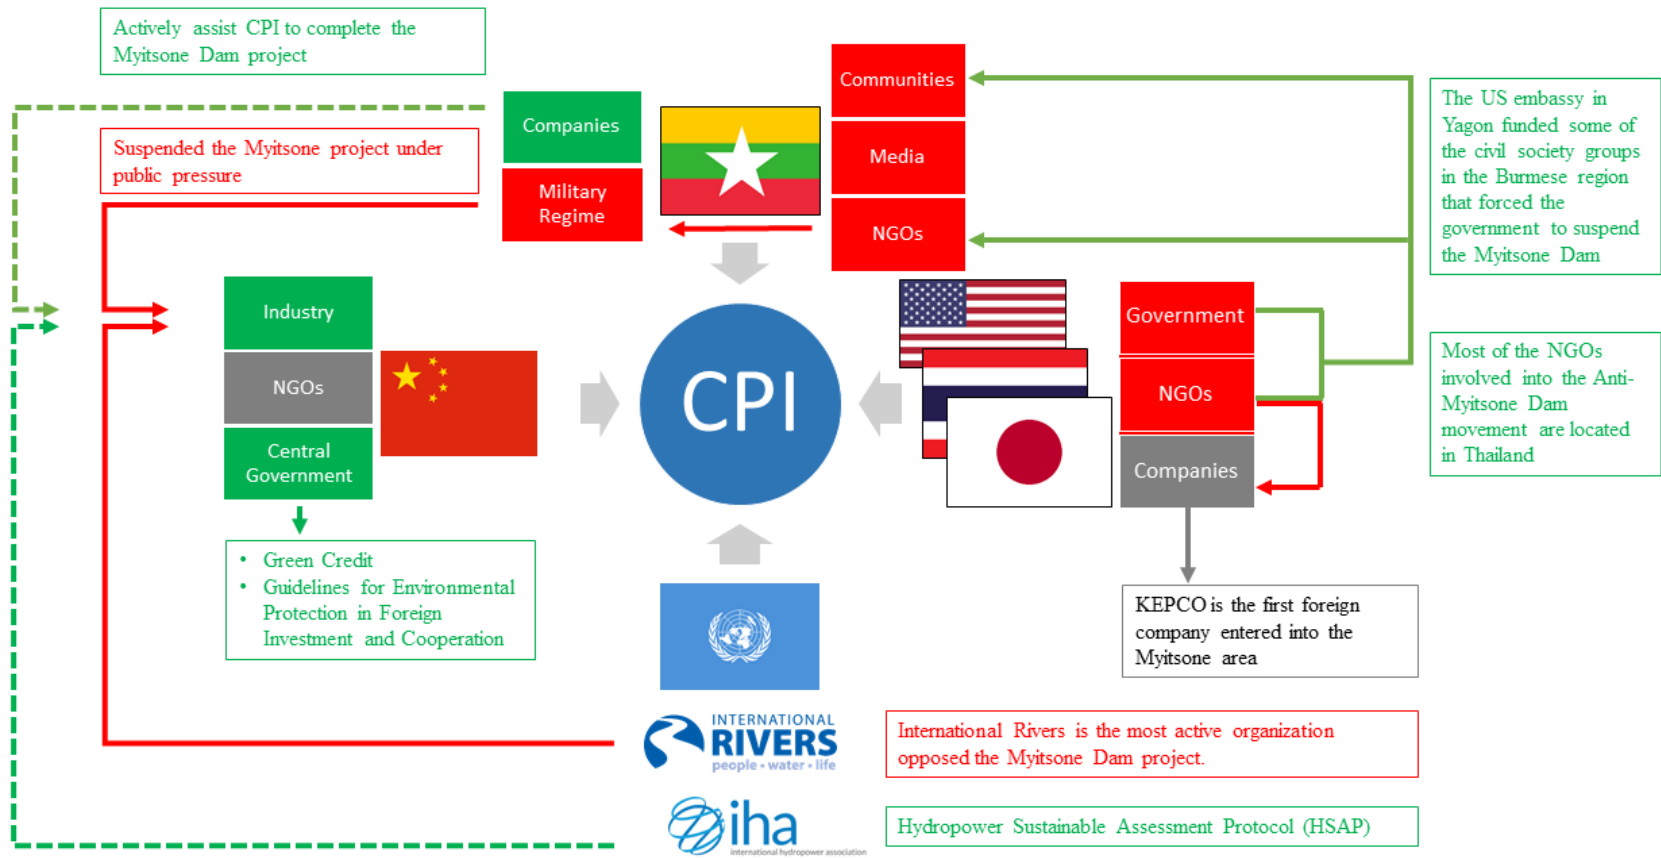 Actively assist CPI to complete the
Myitsone Dam project
Suspended the Myitsone project under
public pressure
Companies
Military
Regime
Communities
Media
NGOs
The US embassy in
Yagon funded some of
the civil society groups
in the Burmese region
that forced the
government to suspend
the Myitsone Dam
Industry
NGOs
Central
Government
CPI
Government
NGOs
Companies
Most of the NGOs
involved into the Anti-
Myitsone Dam
movement are located
in Thailand
• Green Credit
• Guidelines for Environmental
Protection in Foreign
Investment and Cooperation
KEPCO is the first foreign
company entered into the
Myitsone area
INTERNATIONAL
RIVERS
people • water • life
International Rivers is the most active organization
opposed the Myitsone Dam project.
iha
international hydropower association
Hydropower Sustainable Assessment Protocol (HSAP)